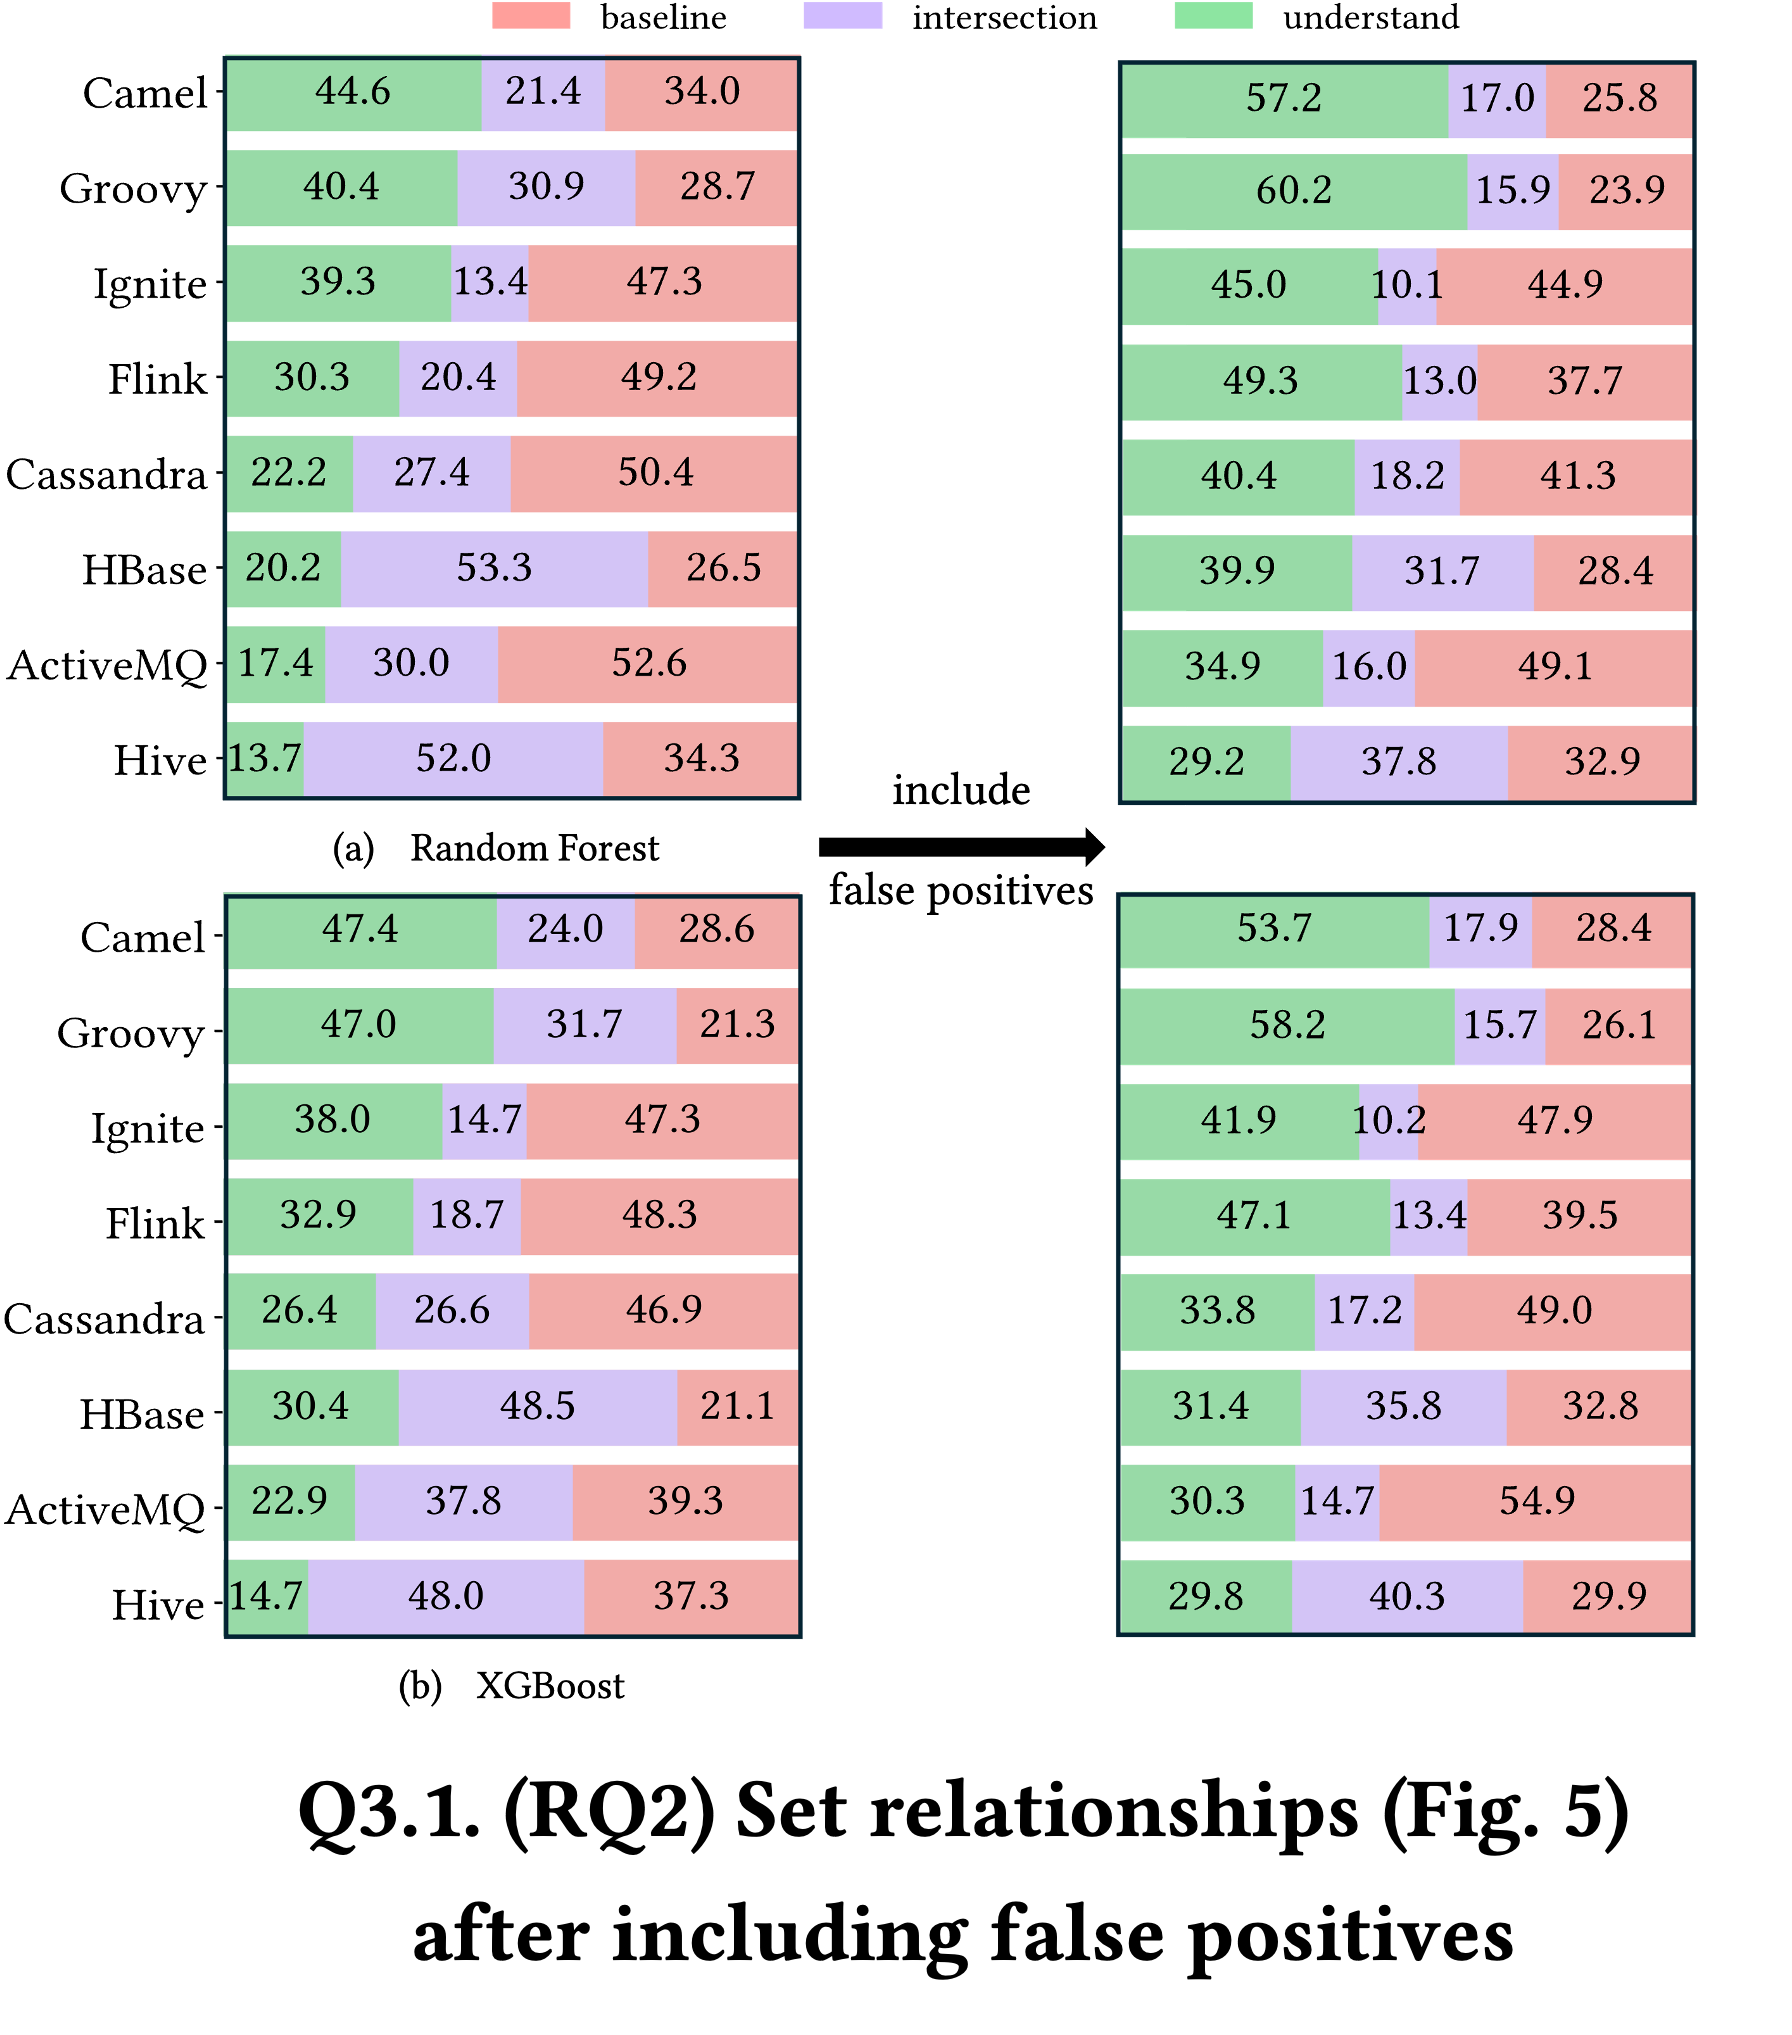 baseline intersection understand
Camel 44.6 21.4 34.0 57.2 17.0 25.8
Groovy 40.4 30.9 28.7 60.2 15.9 23.9
Ignite 39.3 13.4 47.3 45.0 10.1 44.9
Flink 30.3 20.4 49.2 49.3 13.0 37.7
Cassandra 22.2 27.4 50.4 40.4 18.2 41.3
HBase 20.2 53.3 26.5 39.9 31.7 28.4
ActiveMQ 17.4 30.0 52.6 34.9 16.0 49.1
Hive 13.7 52.0 34.3 29.2 37.8 32.9
include
(a) Random Forest
false positives
Camel 47.4 24.0 28.6 53.7 17.9 28.4
Groovy 47.0 31.7 21.3 58.2 15.7 26.1
Ignite 38.0 14.7 47.3 41.9 10.2 47.9
Flink 32.9 18.7 48.3 47.1 13.4 39.5
Cassandra 26.4 26.6 46.9 33.8 17.2 49.0
HBase 30.4 48.5 21.1 31.4 35.8 32.8
ActiveMQ 22.9 37.8 39.3 30.3 14.7 54.9
Hive 14.7 48.0 37.3 29.8 40.3 29.9
(b) XGBoost
Q3.1. (RQ2) Set relationships (Fig. 5)
after including false positives